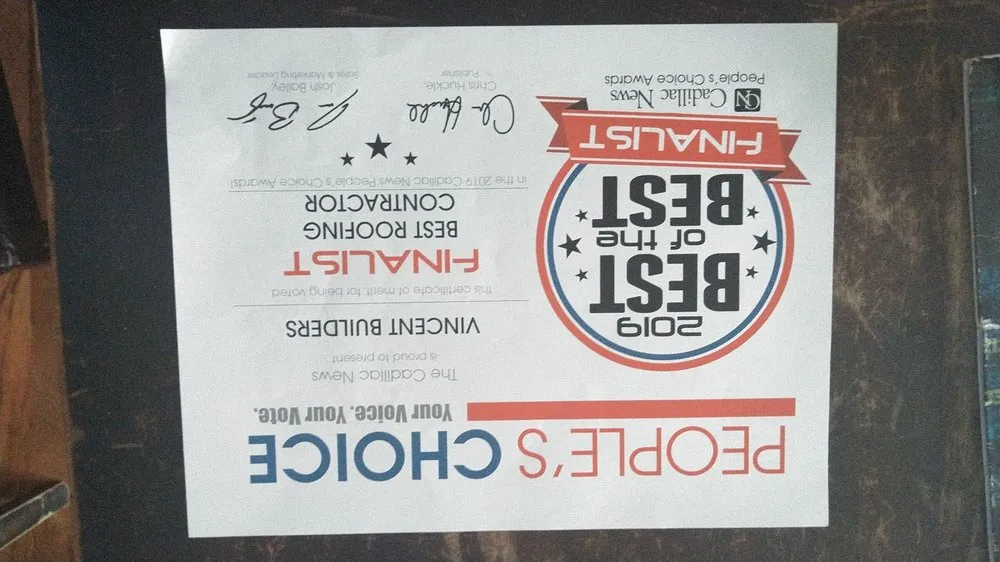 PEOPLE'S CHOICE
Your Voice. Your Vote.
2019
BEST
of the
BEST
FINALIST
CN Cadillac News
People's Choice Awards
The Cadillac News
is proud to present
VINCENT BUILDERS
this certificate of merit, for being voted
FINALIST
BEST ROOFING
CONTRACTOR
in the 2019 Cadillac News People's Choice Awards!
Chris Huckle,
Publisher
Josh Bailey,
Sales & Marketing Leader